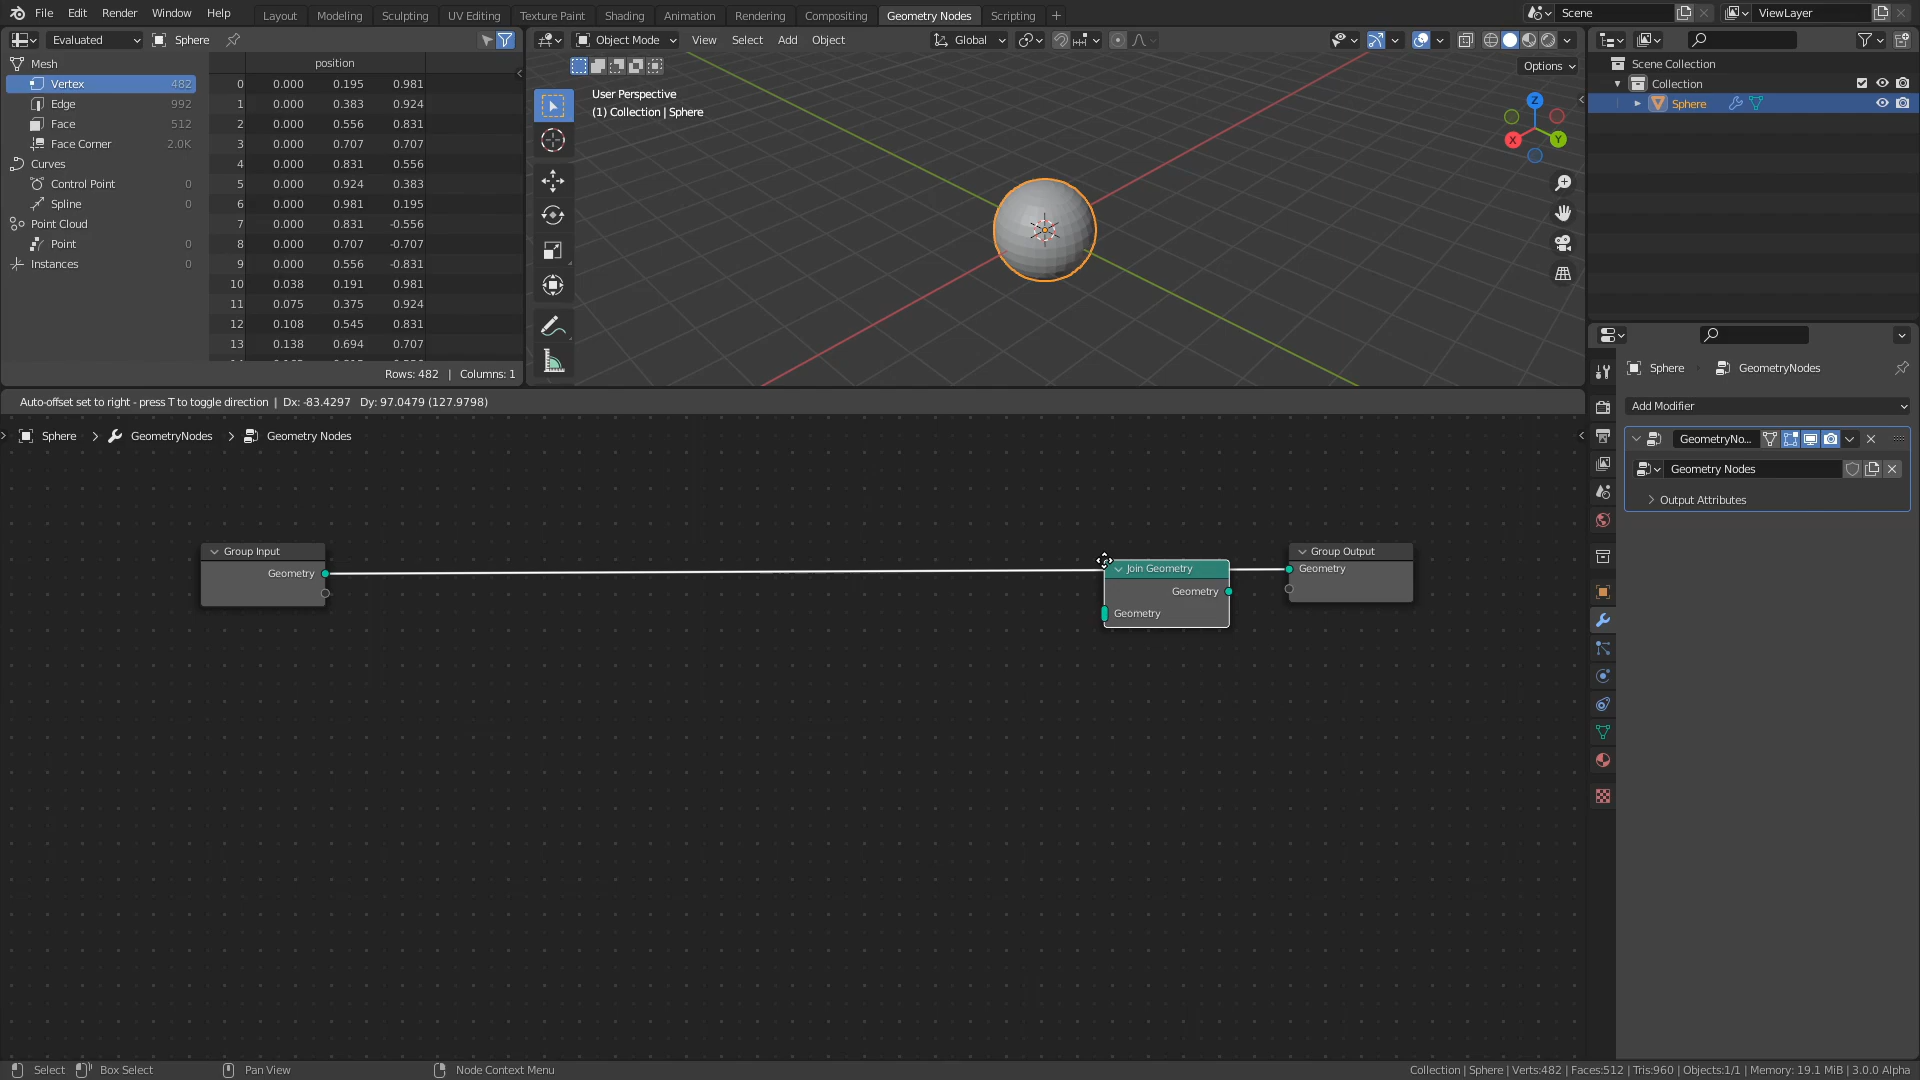 File Edit Render Window Help Layout Modeling Sculpting UV Editing Texture Paint Shading Animation Rendering Compositing Geometry Nodes Scripting + Scene ViewLayer
Evaluated Sphere
Object Mode View Select Add Object Global
Options
position
Mesh
Vertex 482
Edge 992
Face 512
Face Corner 2.0K
Curves
Control Point 0
Spline 0
Point Cloud
Point 0
Instances 0
0 0.000 0.195 0.981
1 0.000 0.383 0.924
2 0.000 0.556 0.831
3 0.000 0.707 0.707
4 0.000 0.831 0.556
5 0.000 0.924 0.383
6 0.000 0.981 0.195
7 0.000 0.831 -0.556
8 0.000 0.707 -0.707
9 0.000 0.556 -0.831
10 0.038 0.191 0.981
11 0.075 0.375 0.924
12 0.108 0.545 0.831
13 0.138 0.694 0.707
Rows: 482 | Columns: 1
User Perspective
(1) Collection | Sphere
Z
X
Y
Scene Collection
Collection
Sphere
Sphere GeometryNodes
Add Modifier
GeometryNo...
Geometry Nodes
Output Attributes
Auto-offset set to right - press T to toggle direction | Dx: -83.4297 Dy: 97.0479 (127.9798)
Sphere > GeometryNodes > Geometry Nodes
Group Input
Geometry
Join Geometry
Geometry
Geometry
Group Output
Geometry
Select Box Select Pan View Node Context Menu
Collection | Sphere | Verts:482 | Faces:512 | Tris:960 | Objects:1/1 | Memory: 19.1 MiB | 3.0.0 Alpha